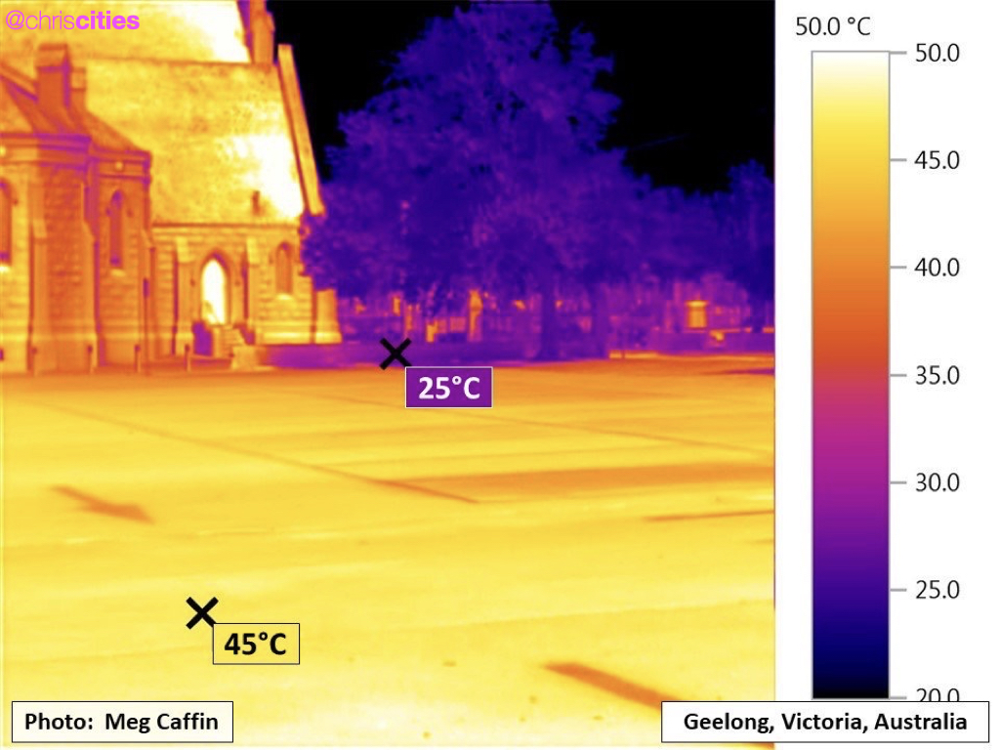 @chriscities
50.0 °C
50.0
45.0
40.0
35.0
30.0
25.0
20.0
25°C
45°C
Photo: Meg Caffin
Geelong, Victoria, Australia